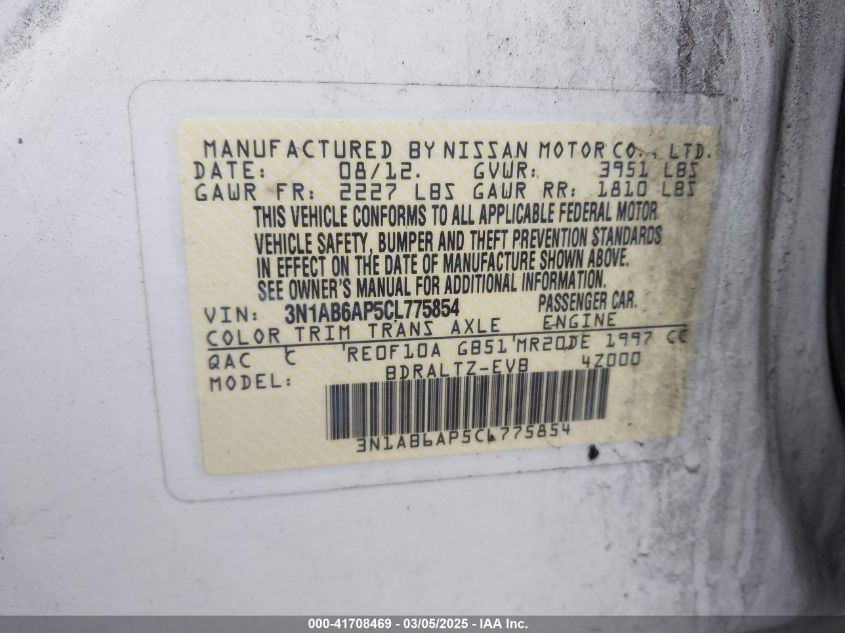 MANUFACTURED BY NISSAN MOTOR CO., LTD.
DATE: 08/12. GVWR: 3951 LBS
GAWR FR: 2227 LBS GAWR RR: 1810 LBS
THIS VEHICLE CONFORMS TO ALL APPLICABLE FEDERAL MOTOR
VEHICLE SAFETY, BUMPER AND THEFT PREVENTION STANDARDS
IN EFFECT ON THE DATE OF MANUFACTURE SHOWN ABOVE.
SEE OWNER'S MANUAL FOR ADDITIONAL INFORMATION.
VIN: 3N1AB6AP5CL775854 PASSENGER CAR.
COLOR TRIM TRANS AXLE ENGINE
QAC C RE0F10A GB51 MR20DE 1997 CC
MODEL: BDRALTZ-EVB 4Z000
3N1AB6AP5CL775854
000-41708469 - 03/05/2025 - IAA Inc.